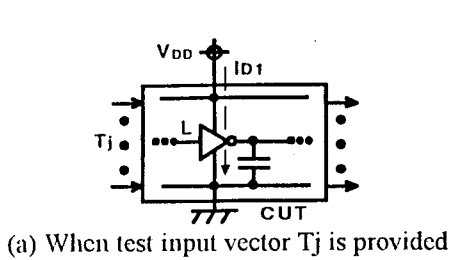 VDD
ID1
Tj
L
CUT
(a) When test input vector Tj is provided